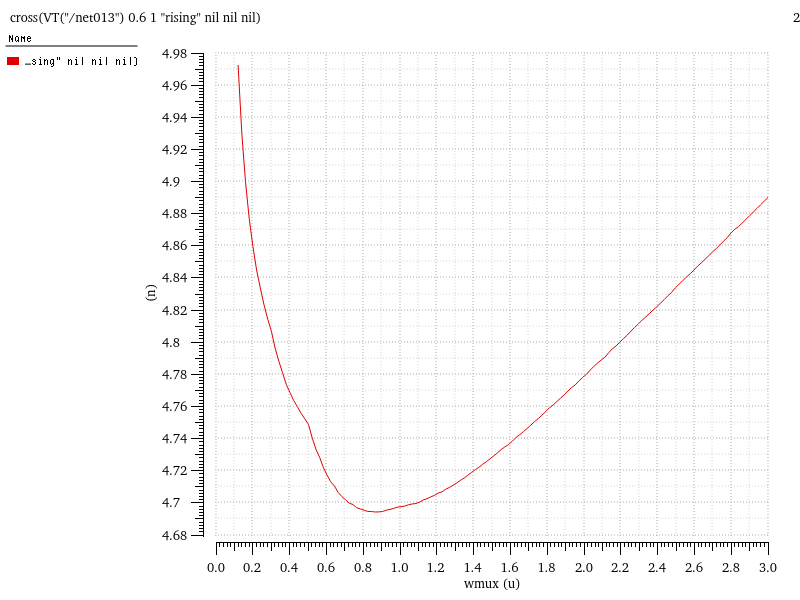 cross(VT("/net013") 0.6 1 "rising" nil nil nil)
2
Name
…sing" nil nil nil)
4.98
4.96
4.94
4.92
4.9
4.88
4.86
4.84
4.82
4.8
4.78
4.76
4.74
4.72
4.7
4.68
(n)
0.0 0.2 0.4 0.6 0.8 1.0 1.2 1.4 1.6 1.8 2.0 2.2 2.4 2.6 2.8 3.0
wmux (u)